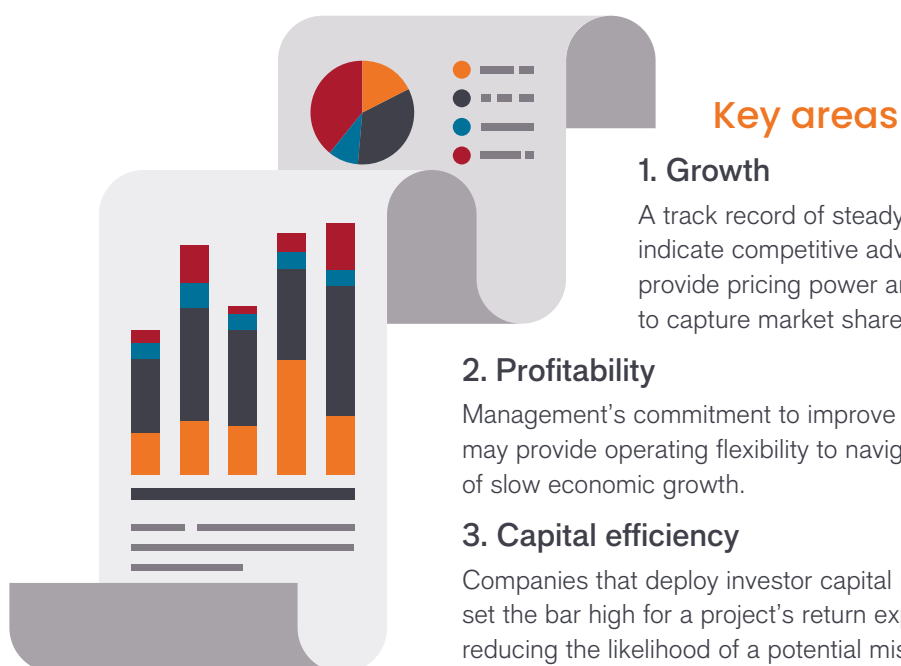 Key areas
1. Growth
A track record of steady
indicate competitive adv
provide pricing power a
to capture market share
2. Profitability
Management’s commitment to improve
may provide operating flexibility to navig
of slow economic growth.
3. Capital efficiency
Companies that deploy investor capital
set the bar high for a project’s return ex
reducing the likelihood of a potential mis